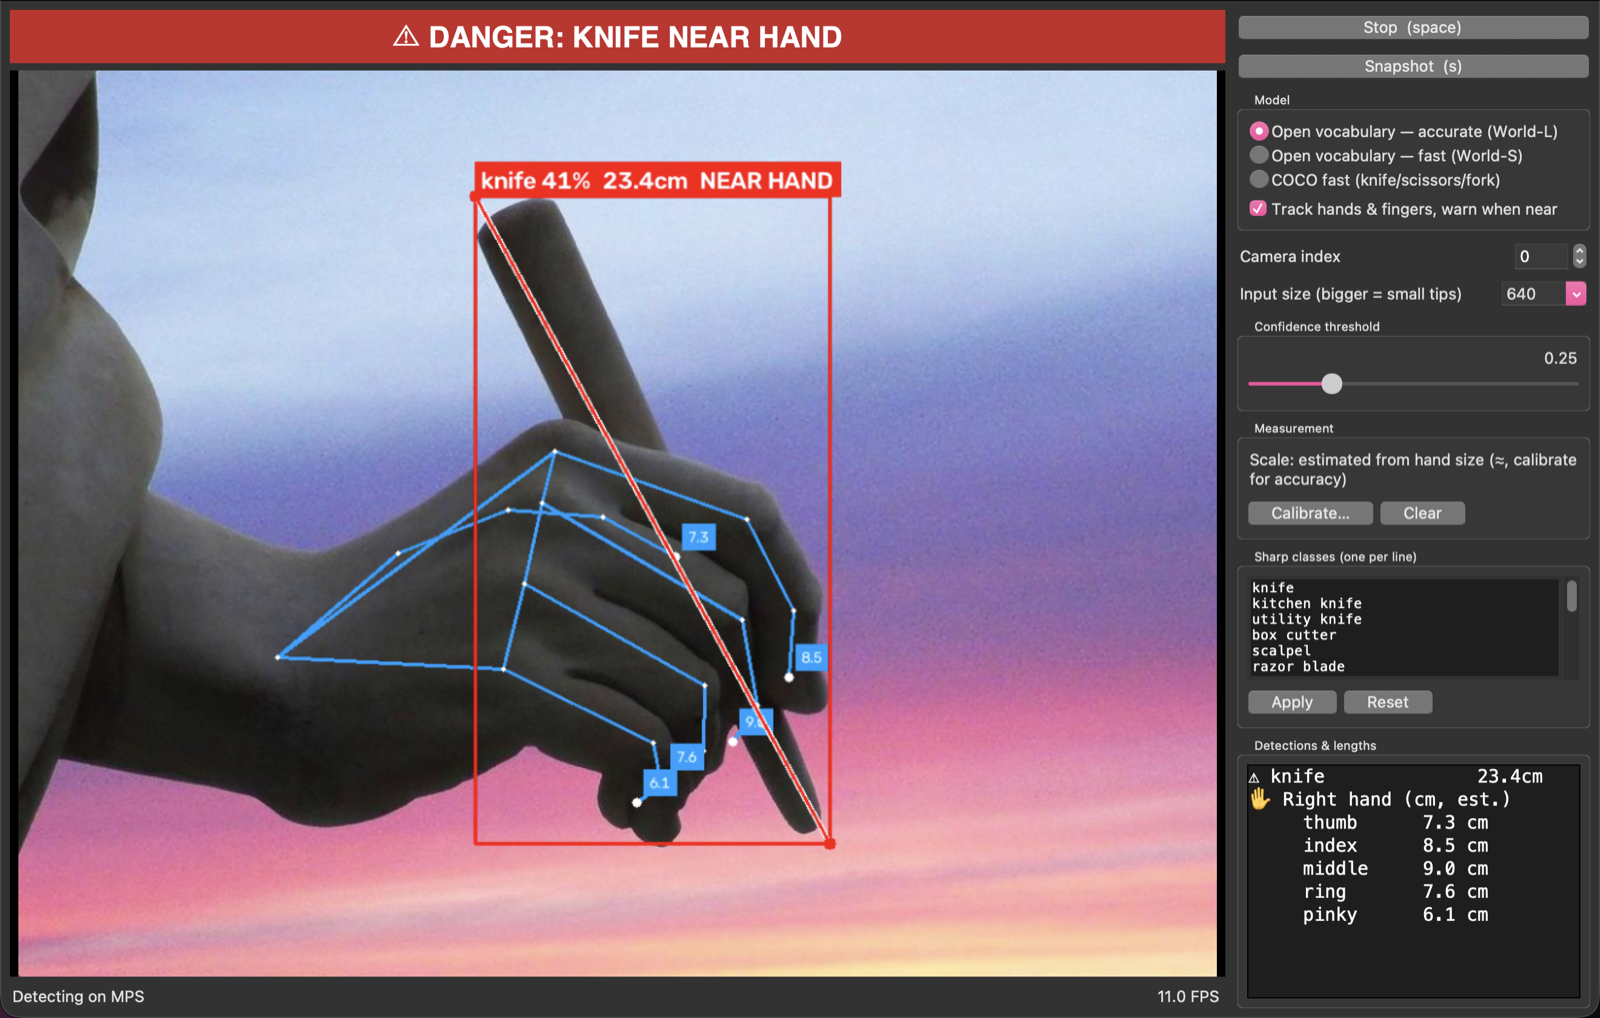 ⚠ DANGER: KNIFE NEAR HAND
knife 41% 23.4cm NEAR HAND
7.3
8.5
7.6
6.1
Detecting on MPS
11.0 FPS
Stop (space)
Snapshot (s)
Model
Open vocabulary — accurate (World-L)
Open vocabulary — fast (World-S)
COCO fast (knife/scissors/fork)
Track hands & fingers, warn when near
Camera index 0
Input size (bigger = small tips) 640
Confidence threshold
0.25
Measurement
Scale: estimated from hand size (≈, calibrate
for accuracy)
Calibrate... Clear
Sharp classes (one per line)
knife
kitchen knife
utility knife
box cutter
scalpel
razor blade
Apply Reset
Detections & lengths
⚠ knife 23.4cm
🖐 Right hand (cm, est.)
thumb 7.3 cm
index 8.5 cm
middle 9.0 cm
ring 7.6 cm
pinky 6.1 cm